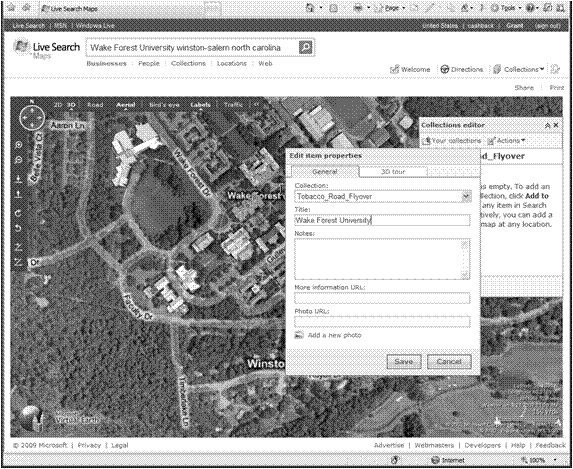 Live Search Maps
Page
Tools
Live Search | MSN | Windows Live
United States | cashback | Grant (sign out)
Live Search
Maps
Wake Forest University winston-salem north carolina
Businesses | People | Collections | Locations | Web
Welcome
Directions
Collections
Share
Print
2D 3D Road Aerial Bird's eye Labels Traffic
Aaron Ln
Wake Forest Dr
Wake Forest
Dr
Faculty Dr
Winsto
Virtual Earth
Collections editor
Your collections
Actions
d_Flyover
s empty. To add an
lection, click Add to
any item in Search
tively, you can add a
map at any location.
Edit item properties
General
3D tour
Collection:
Tobacco_Road_Flyover
Title:
Wake Forest University
Notes:
More information URL:
Photo URL:
Add a new photo
Save
Cancel
© 2009 Microsoft | Privacy | Legal
Advertise | Webmasters | Developers | Help | Feedback
Internet
100%